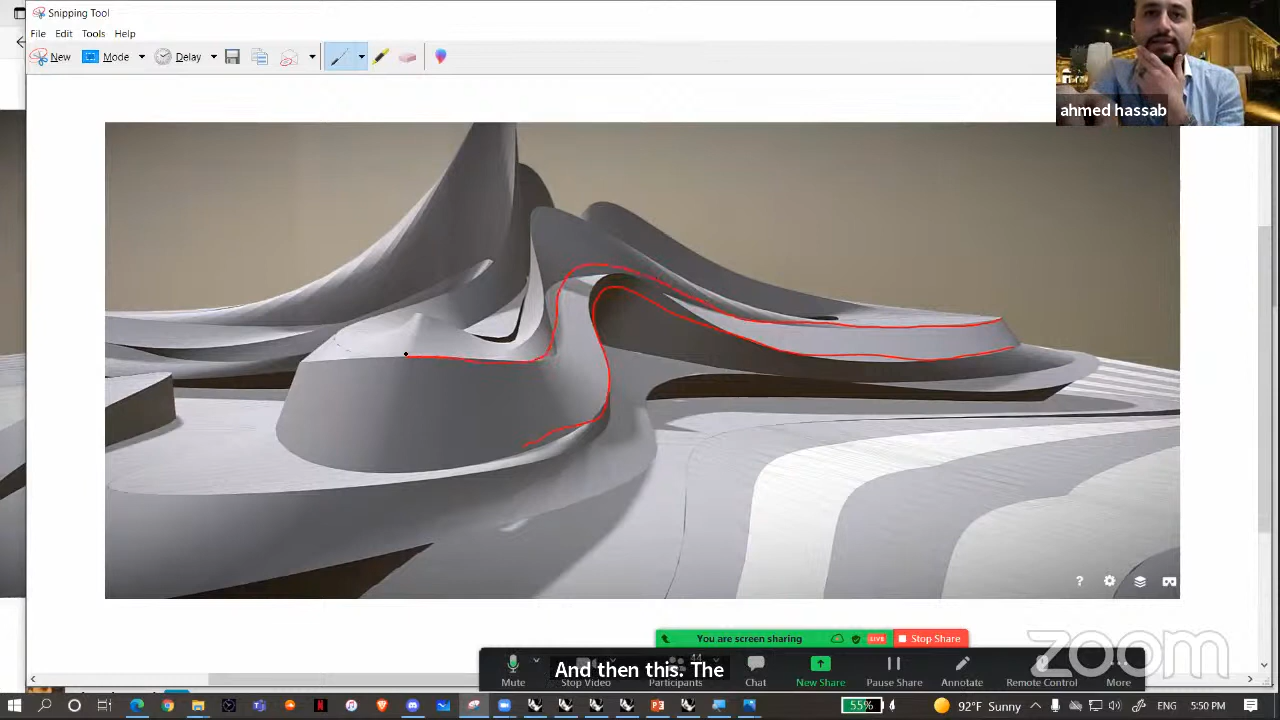 Snipping Tool
File Edit Tools Help
New Mode Delay
ahmed hassab
?
You are screen sharing LIVE Stop Share
44
Mute Stop Video Participants Chat New Share Pause Share Annotate Remote Control More
And then this. The
zoom
55% 92°F Sunny 5:50 PM